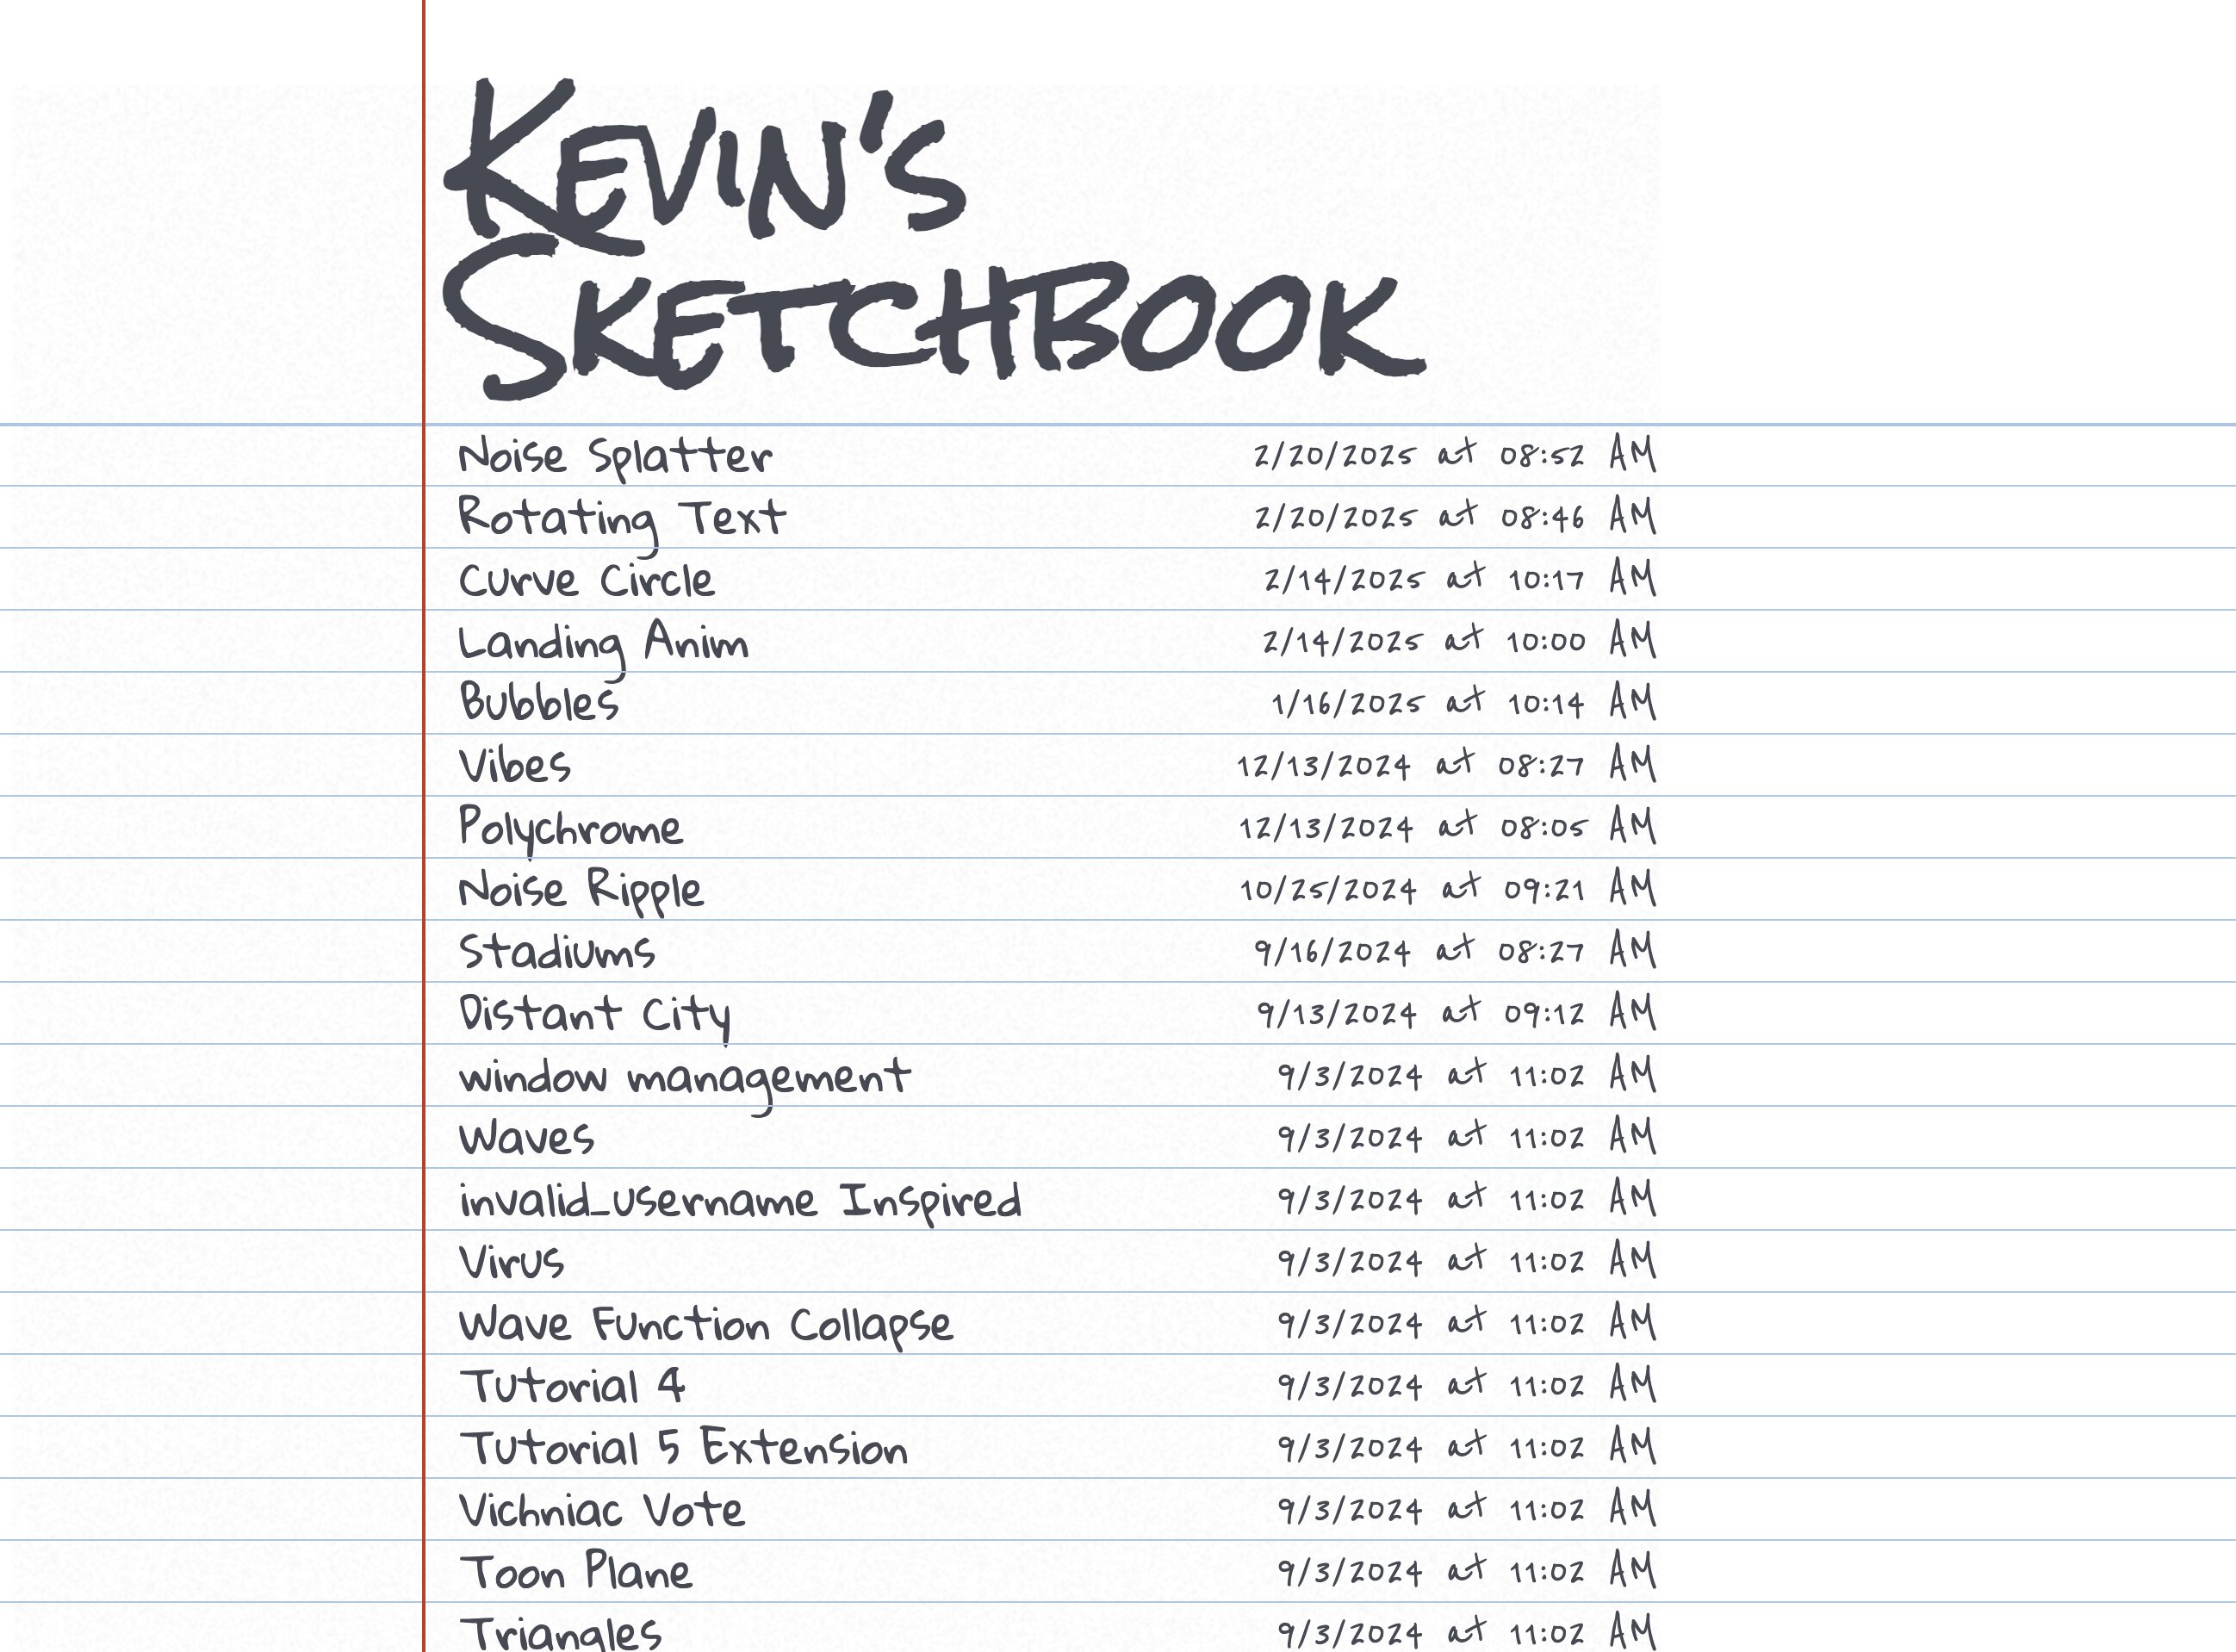 Kevin's
Sketchbook
Noise Splatter 2/20/2025 at 08:52 AM
Rotating Text 2/20/2025 at 08:46 AM
Curve Circle 2/14/2025 at 10:17 AM
Landing Anim 2/14/2025 at 10:00 AM
Bubbles 1/16/2025 at 10:14 AM
Vibes 12/13/2024 at 08:27 AM
Polychrome 12/13/2024 at 08:05 AM
Noise Ripple 10/25/2024 at 09:21 AM
Stadiums 9/16/2024 at 08:27 AM
Distant City 9/13/2024 at 09:12 AM
window management 9/3/2024 at 11:02 AM
Waves 9/3/2024 at 11:02 AM
invalid_username Inspired 9/3/2024 at 11:02 AM
Virus 9/3/2024 at 11:02 AM
Wave Function Collapse 9/3/2024 at 11:02 AM
Tutorial 4 9/3/2024 at 11:02 AM
Tutorial 5 Extension 9/3/2024 at 11:02 AM
Vichniac Vote 9/3/2024 at 11:02 AM
Toon Plane 9/3/2024 at 11:02 AM
Triangles 9/3/2024 at 11:02 AM